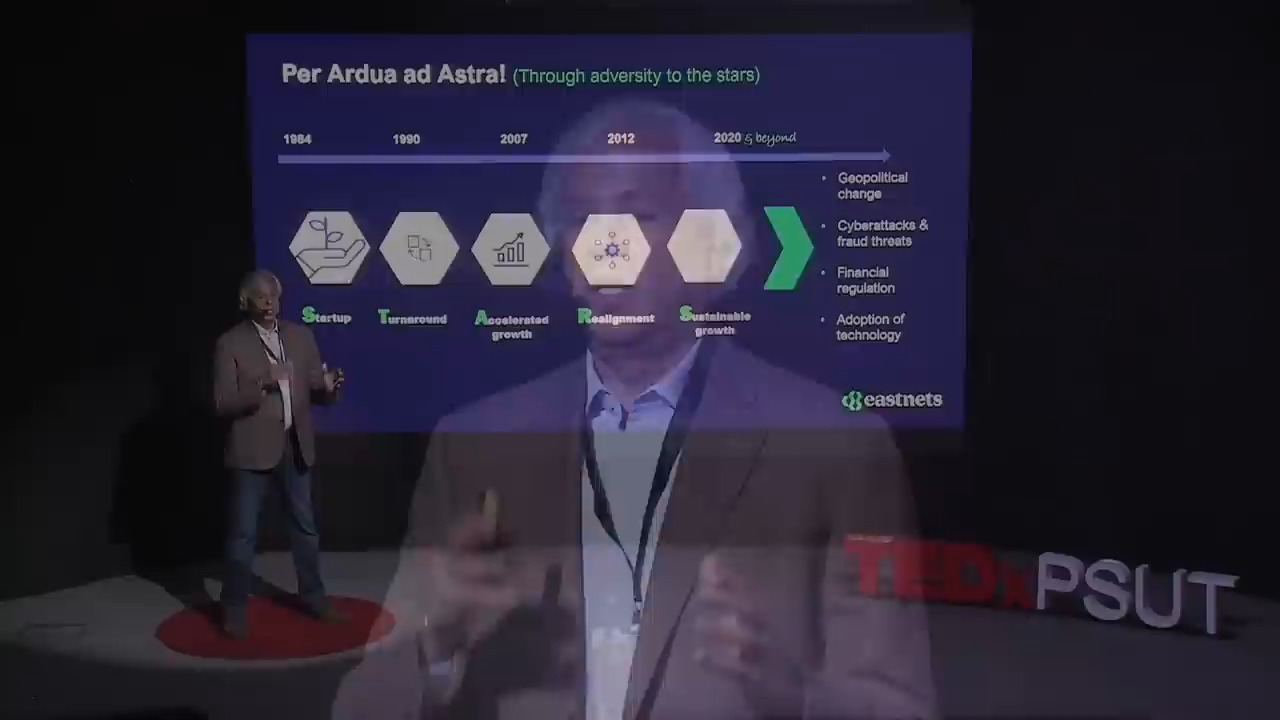 Per Ardua ad Astra! (Through adversity to the stars)
1984 1990 2007 2012 2020 & beyond
Startup
Turnaround
Accelerated
growth
Realignment
Sustainable
growth
• Geopolitical
change
• Cyberattacks &
fraud threats
• Financial
regulation
• Adoption of
technology
eastnets
TEDxPSUT